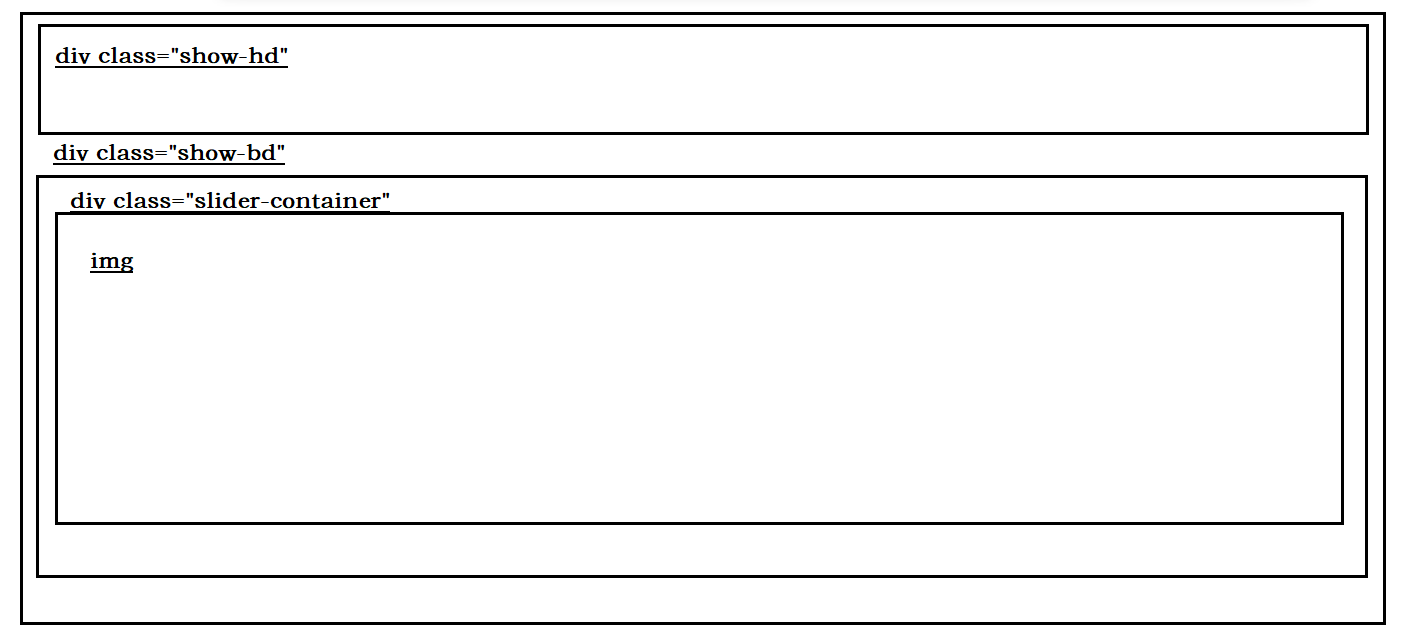 div class="show-hd"
div class="show-bd"
div class="slider-container"
img